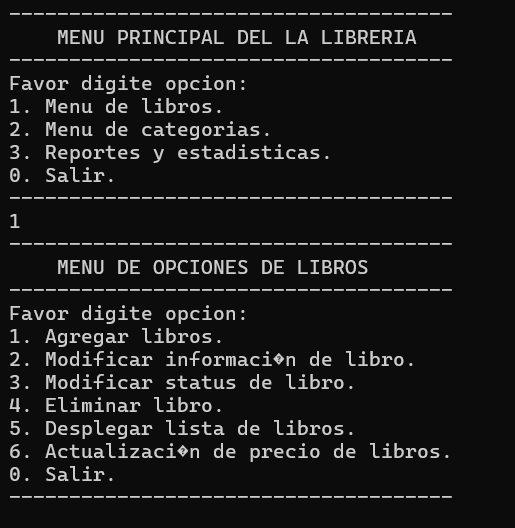 -------------------------------------
MENU PRINCIPAL DEL LA LIBRERIA
-------------------------------------
Favor digite opcion:
1. Menu de libros.
2. Menu de categorias.
3. Reportes y estadisticas.
0. Salir.
-------------------------------------
1
-------------------------------------
MENU DE OPCIONES DE LIBROS
-------------------------------------
Favor digite opcion:
1. Agregar libros.
2. Modificar informaci�n de libro.
3. Modificar status de libro.
4. Eliminar libro.
5. Desplegar lista de libros.
6. Actualizaci�n de precio de libros.
0. Salir.
-------------------------------------